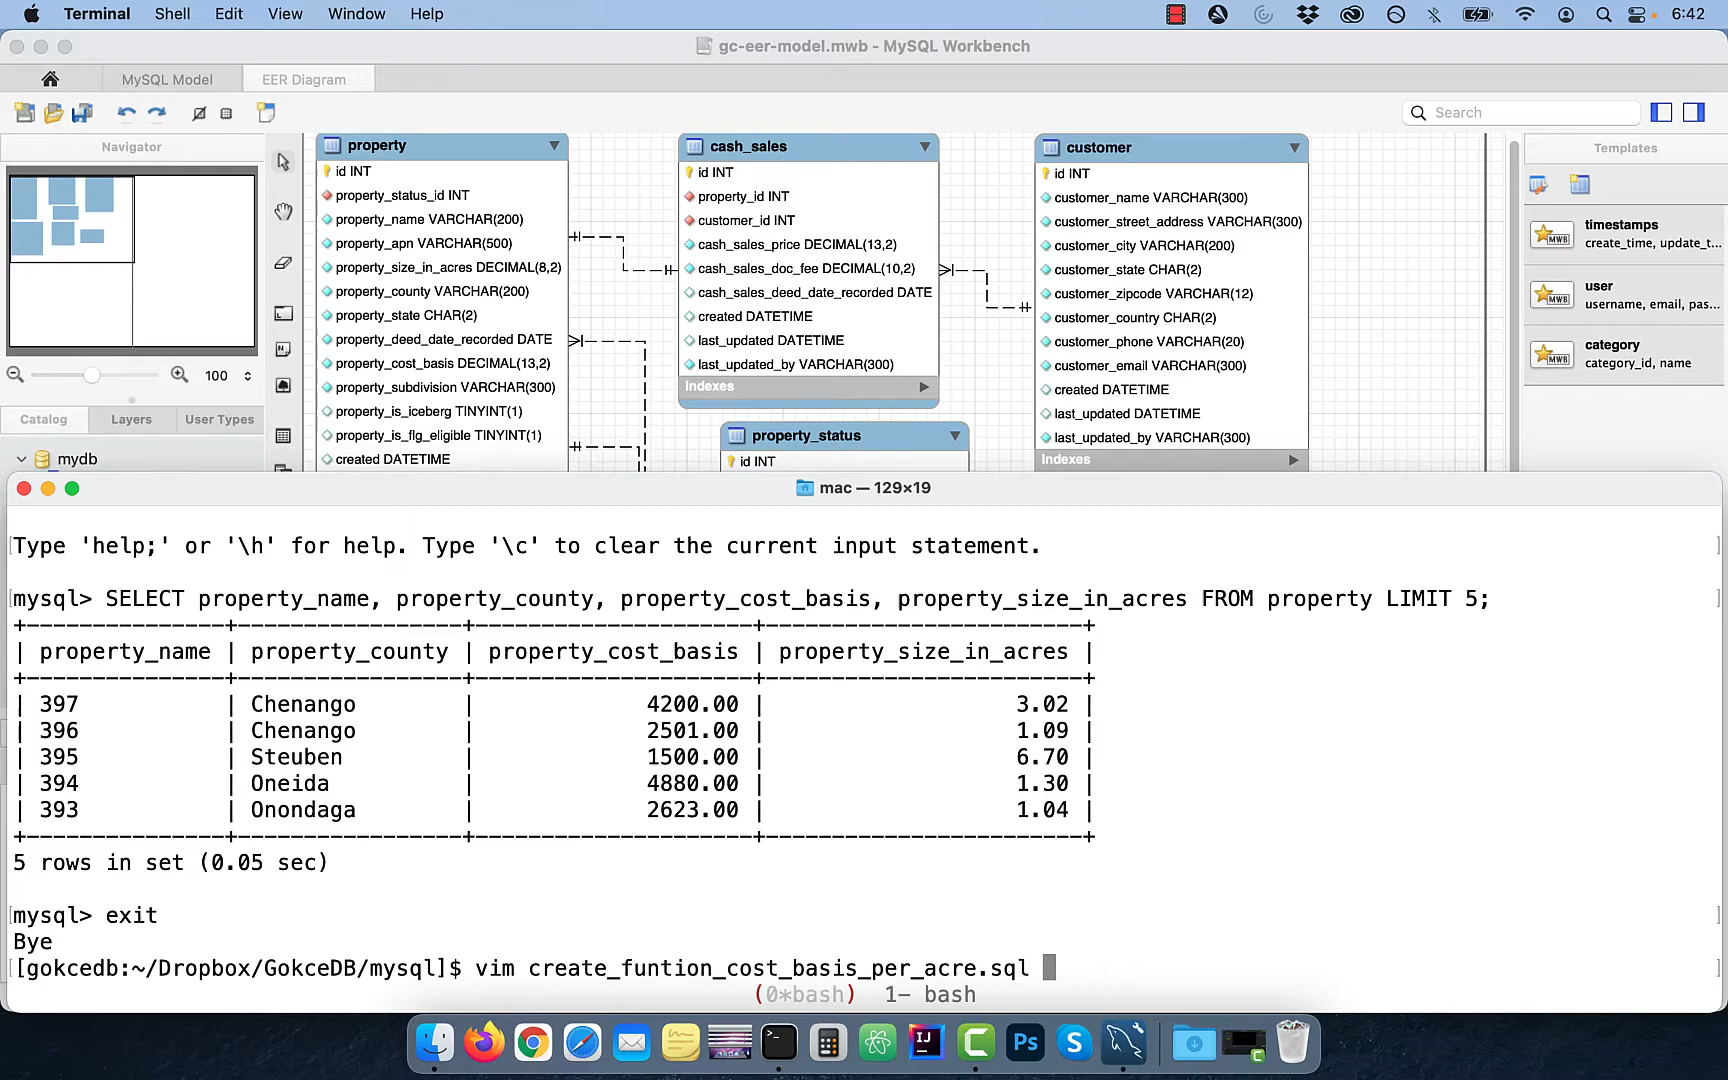 Terminal Shell Edit View Window Help 6:42
gc-eer-model.mwb - MySQL Workbench
MySQL Model EER Diagram
Search
Navigator
100
Catalog Layers User Types
mydb
property
id INT
property_status_id INT
property_name VARCHAR(200)
property_apn VARCHAR(500)
property_size_in_acres DECIMAL(8,2)
property_county VARCHAR(200)
property_state CHAR(2)
property_deed_date_recorded DATE
property_cost_basis DECIMAL(13,2)
property_subdivision VARCHAR(300)
property_is_iceberg TINYINT(1)
property_is_flg_eligible TINYINT(1)
created DATETIME
cash_sales
id INT
property_id INT
customer_id INT
cash_sales_price DECIMAL(13,2)
cash_sales_doc_fee DECIMAL(10,2)
cash_sales_deed_date_recorded DATE
created DATETIME
last_updated DATETIME
last_updated_by VARCHAR(300)
Indexes
property_status
id INT
customer
id INT
customer_name VARCHAR(300)
customer_street_address VARCHAR(300)
customer_city VARCHAR(200)
customer_state CHAR(2)
customer_zipcode VARCHAR(12)
customer_country CHAR(2)
customer_phone VARCHAR(20)
customer_email VARCHAR(300)
created DATETIME
last_updated DATETIME
last_updated_by VARCHAR(300)
Indexes
Templates
timestamps
create_time, update_t...
user
username, email, pas...
category
category_id, name
mac — 129×19
Type 'help;' or '\h' for help. Type '\c' to clear the current input statement.
mysql> SELECT property_name, property_county, property_cost_basis, property_size_in_acres FROM property LIMIT 5;
+---------------+-----------------+---------------------+------------------------+
| property_name | property_county | property_cost_basis | property_size_in_acres |
+---------------+-----------------+---------------------+------------------------+
| 397 | Chenango | 4200.00 | 3.02 |
| 396 | Chenango | 2501.00 | 1.09 |
| 395 | Steuben | 1500.00 | 6.70 |
| 394 | Oneida | 4880.00 | 1.30 |
| 393 | Onondaga | 2623.00 | 1.04 |
+---------------+-----------------+---------------------+------------------------+
5 rows in set (0.05 sec)
mysql> exit
Bye
[gokcedb:~/Dropbox/GokceDB/mysql]$ vim create_funtion_cost_basis_per_acre.sql
(0*bash) 1- bash
IJ
Ps